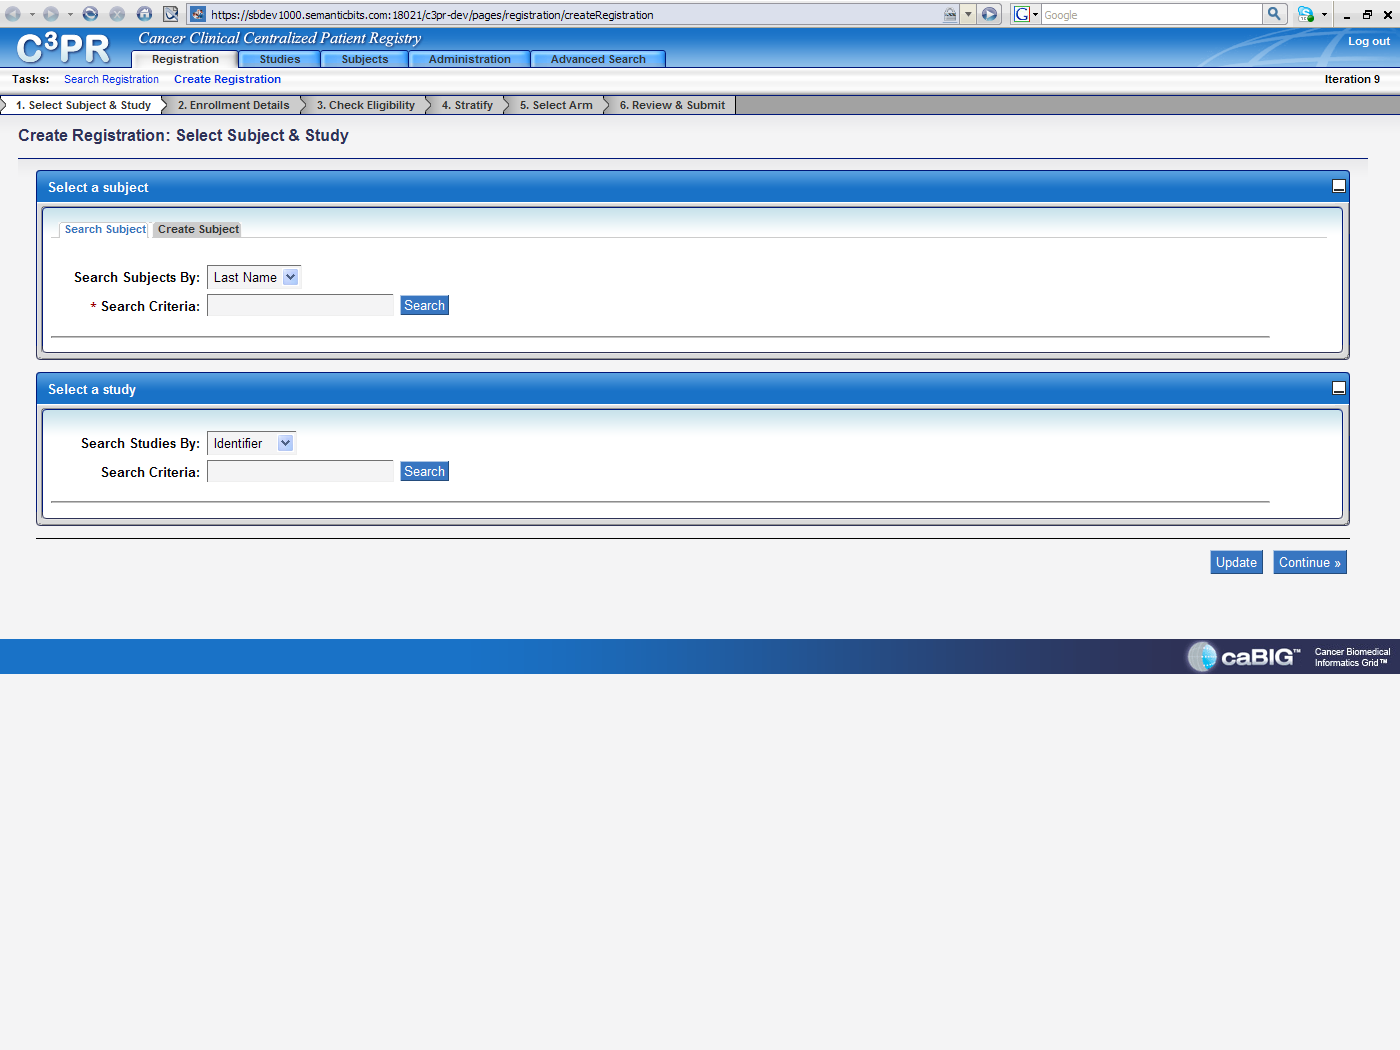 https://sbdev1000.semanticbits.com:18021/c3pr-dev/pages/registration/createRegistration
G
Google
C3PR
Cancer Clinical Centralized Patient Registry
Log out
Registration Studies Subjects Administration Advanced Search
Tasks: Search Registration Create Registration Iteration 9
1. Select Subject & Study 2. Enrollment Details 3. Check Eligibility 4. Stratify 5. Select Arm 6. Review & Submit
Create Registration: Select Subject & Study
Select a subject
Search Subject Create Subject
Search Subjects By: Last Name
* Search Criteria: Search
Select a study
Search Studies By: Identifier
Search Criteria: Search
Update Continue »
caBIG™ Cancer Biomedical
Informatics Grid™